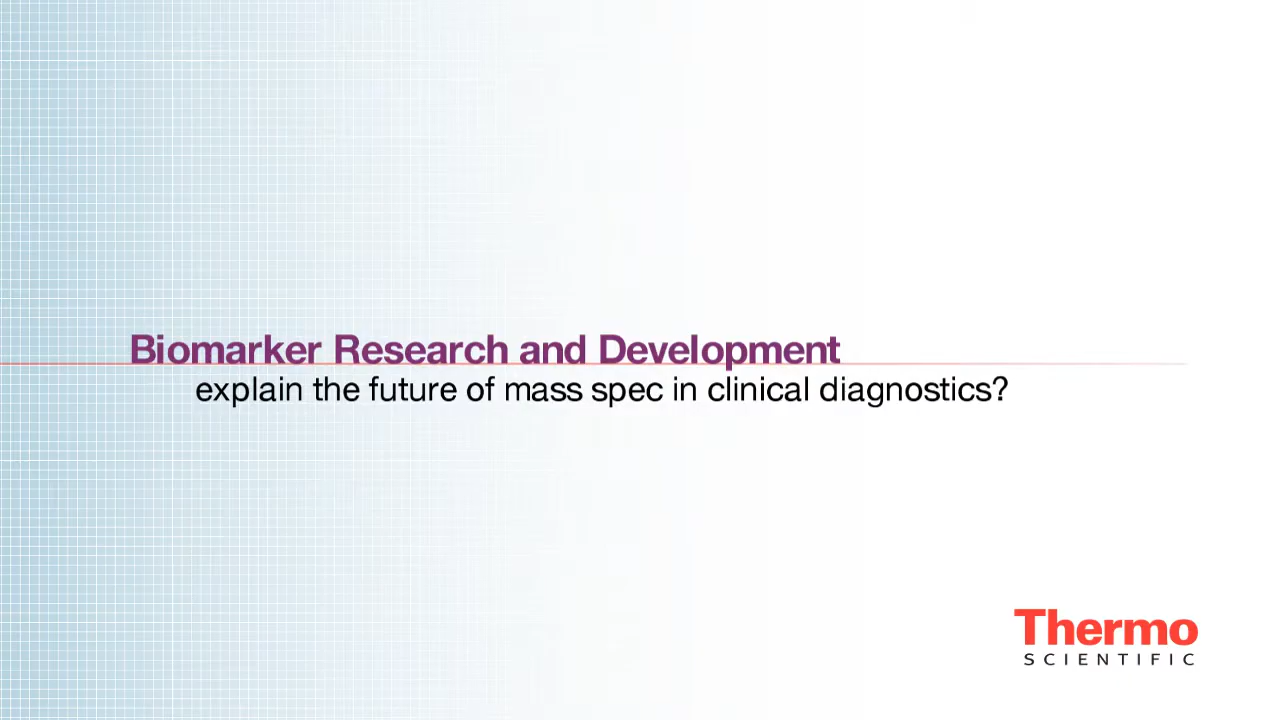 Biomarker Research and Development
explain the future of mass spec in clinical diagnostics?
Thermo
SCIENTIFIC